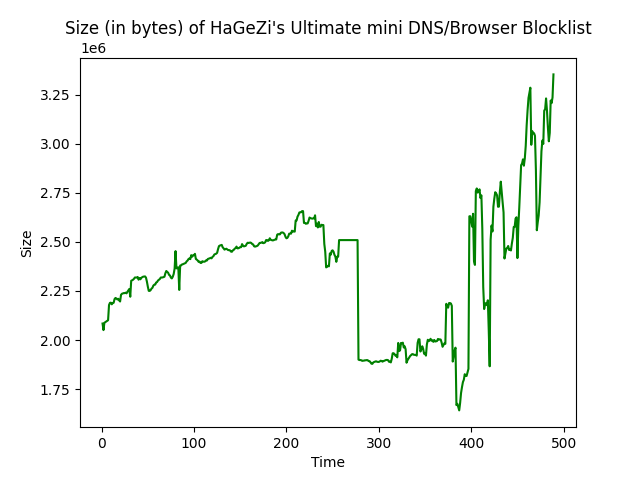 Size (in bytes) of HaGeZi's Ultimate mini DNS/Browser Blocklist
1e6
3.25
3.00
2.75
2.50
2.25
2.00
1.75
Size
0 100 200 300 400 500
Time